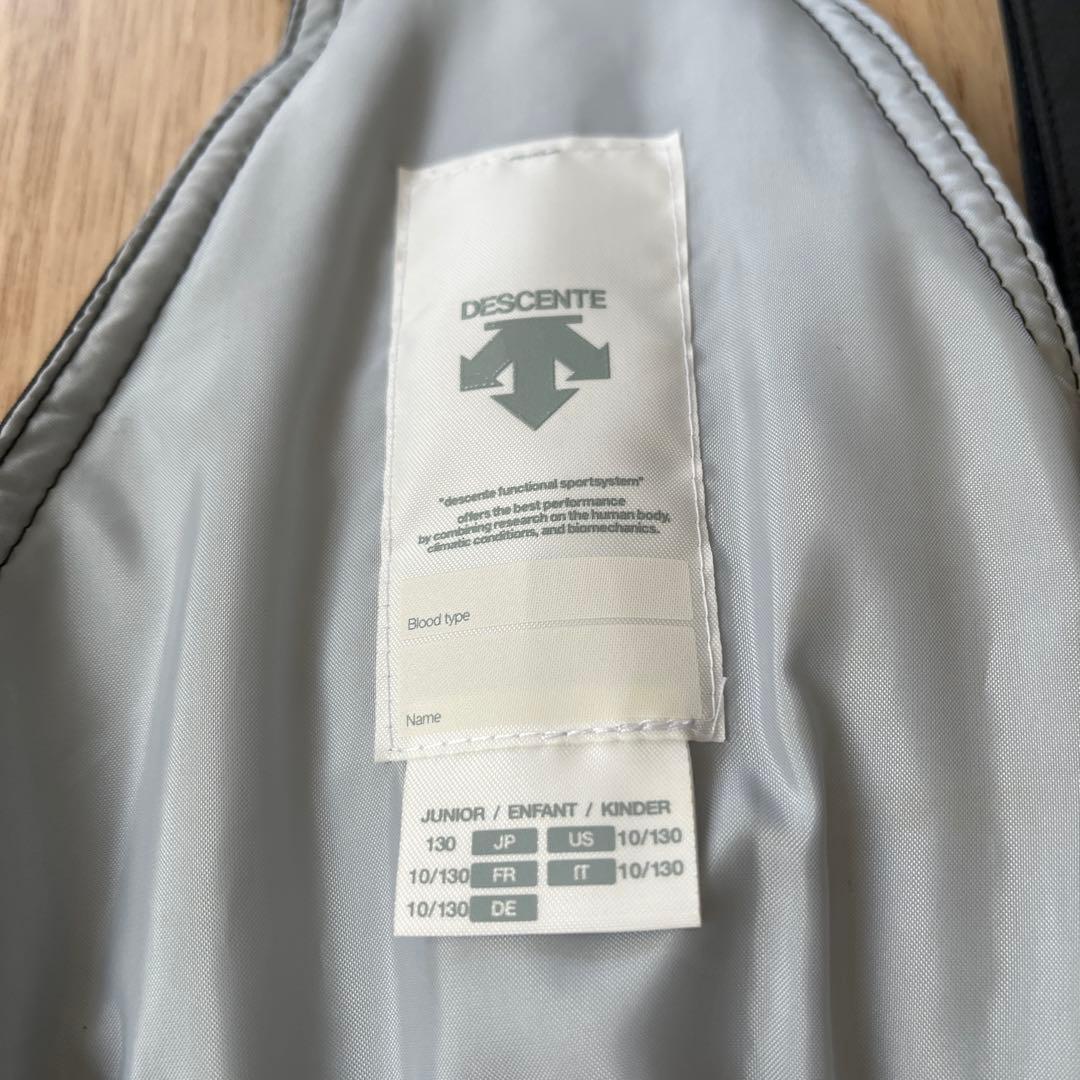 DESCENTE
"descente functional sportsystem"
offers the best performance
by combining research on the human body,
climatic conditions, and biomechanics.
Blood type
Name
JUNIOR / ENFANT / KINDER
130 JP US 10/130
10/130 FR IT 10/130
10/130 DE